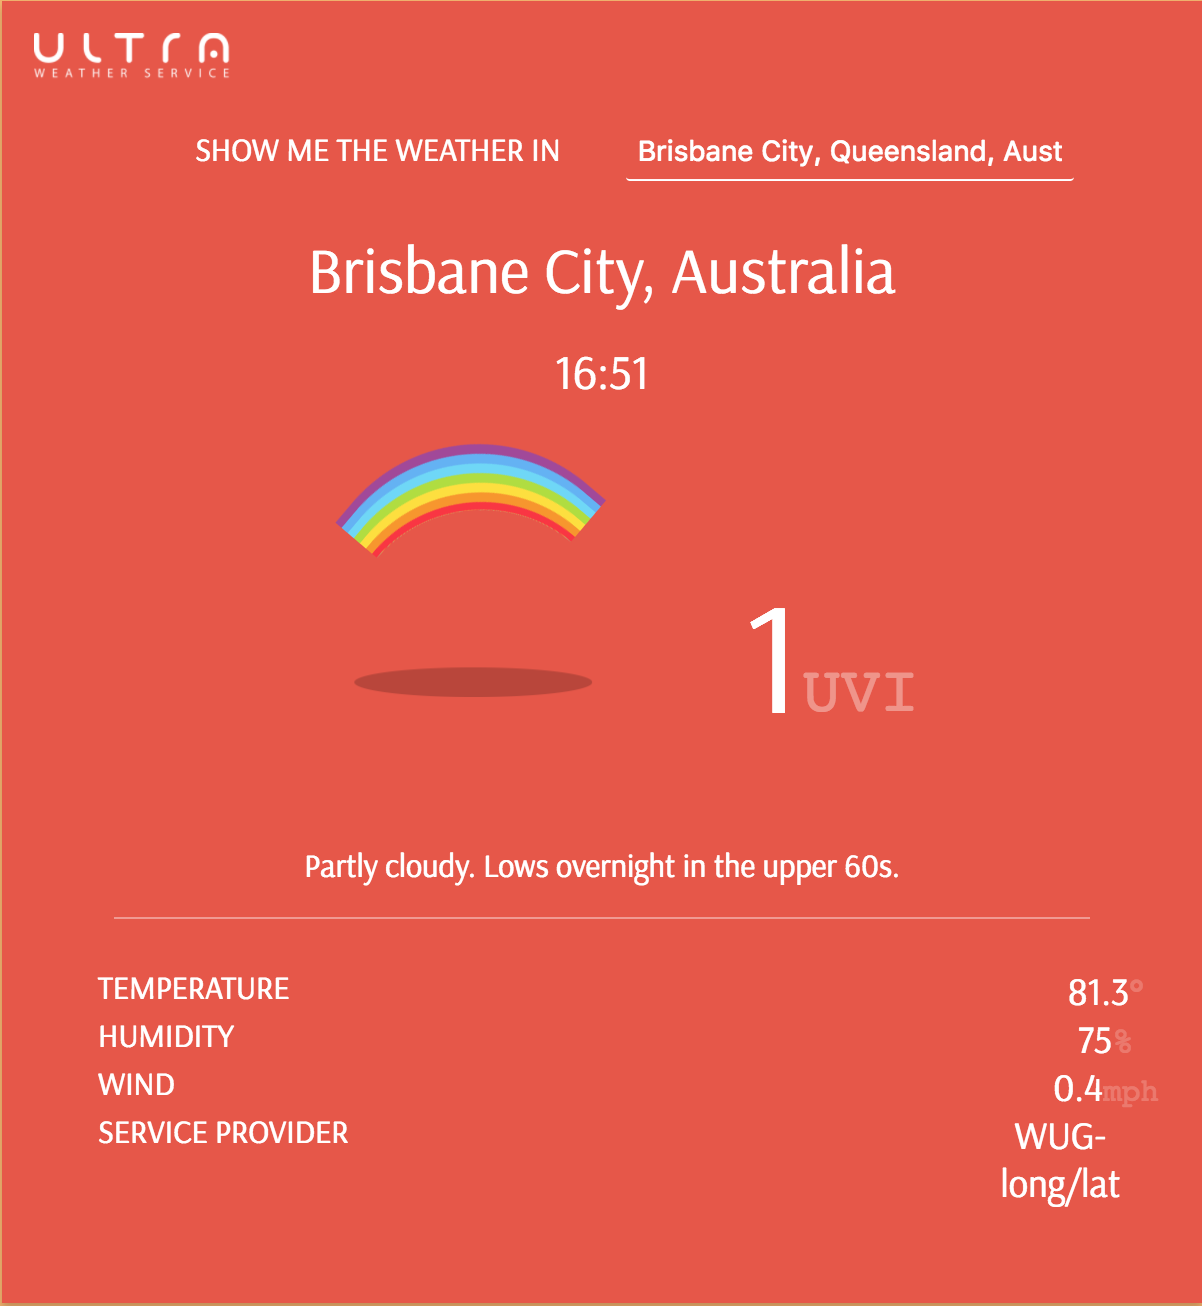 ULTRA
WEATHER SERVICE
SHOW ME THE WEATHER IN Brisbane City, Queensland, Aust
Brisbane City, Australia
16:51
1UVI
Partly cloudy. Lows overnight in the upper 60s.
TEMPERATURE 81.3°
HUMIDITY 75%
WIND 0.4mph
SERVICE PROVIDER WUG-
long/lat